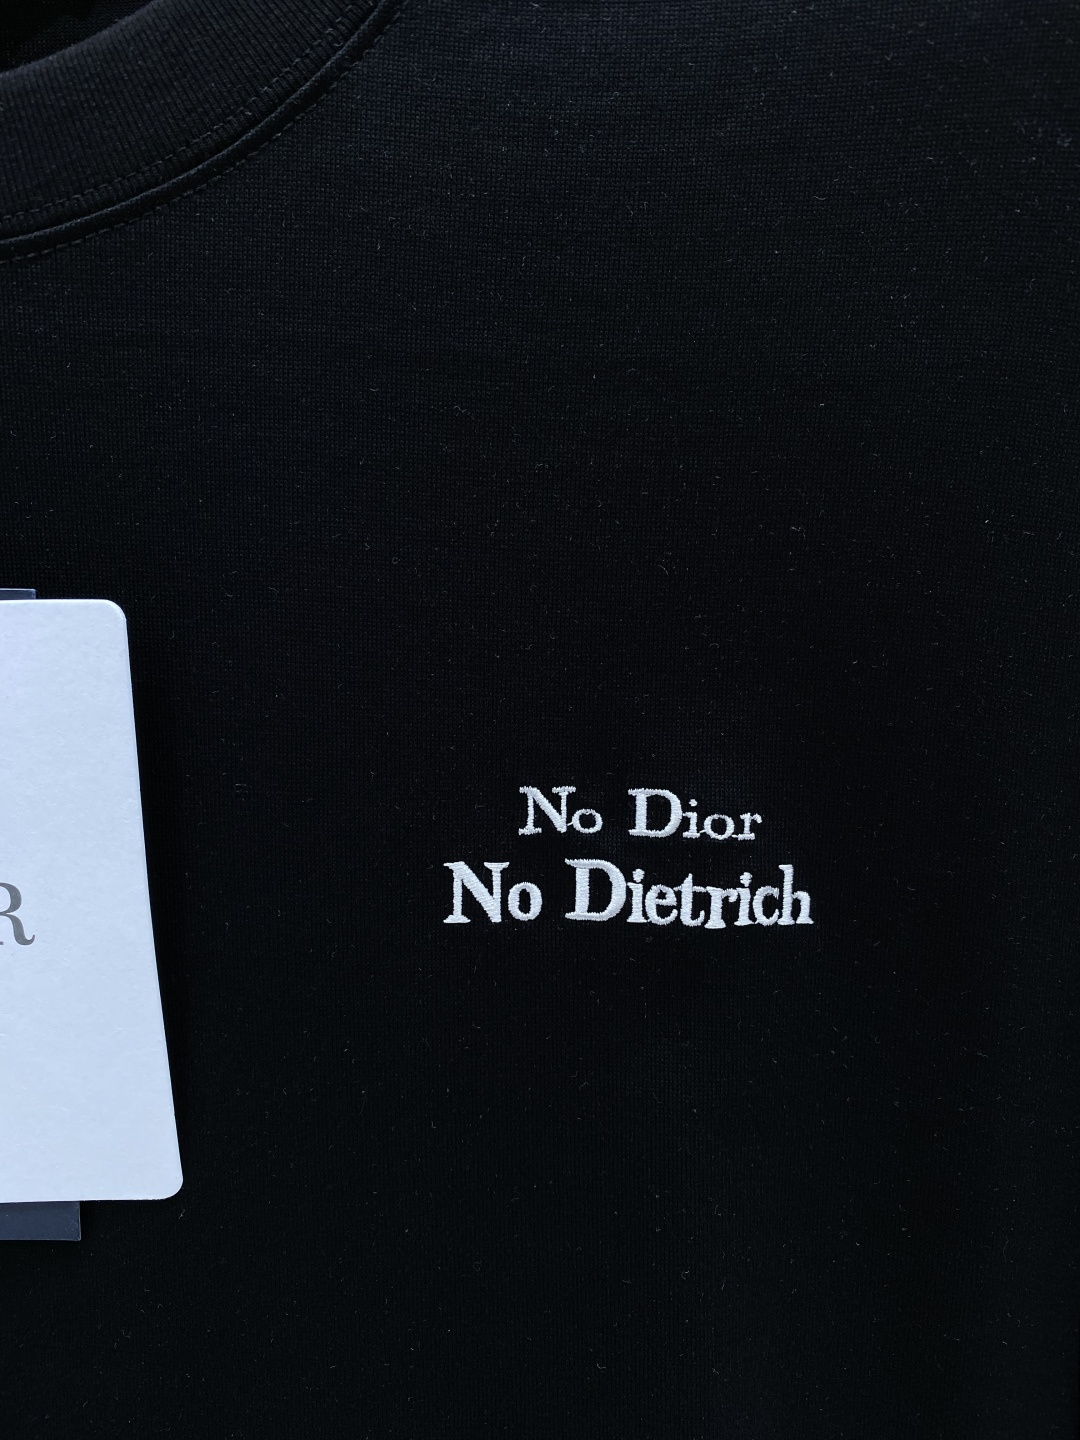 R
No Dior
No Dietrich